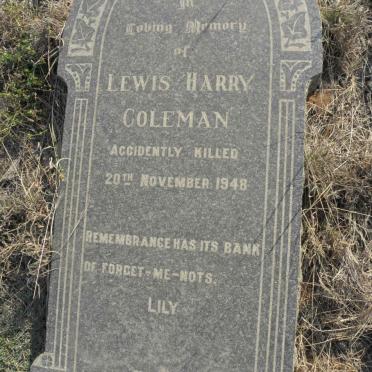 In
Loving Memory
of
LEWIS HARRY
COLEMAN
ACCIDENTLY KILLED
20TH NOVEMBER 1948
REMEMBRANCE HAS ITS BANK
OF FORGET-ME-NOTS.
LILY